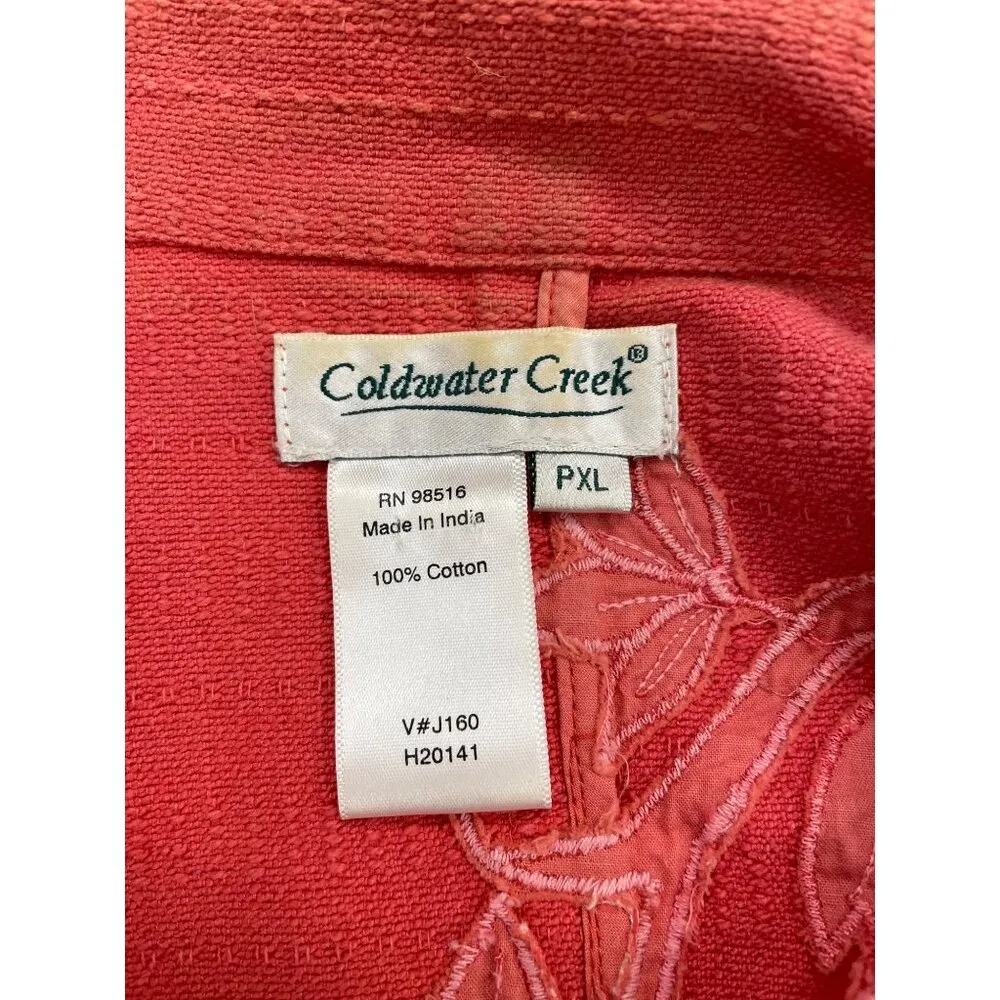 Coldwater Creek®
PXL
RN 98516
Made In India
100% Cotton
V#J160
H20141